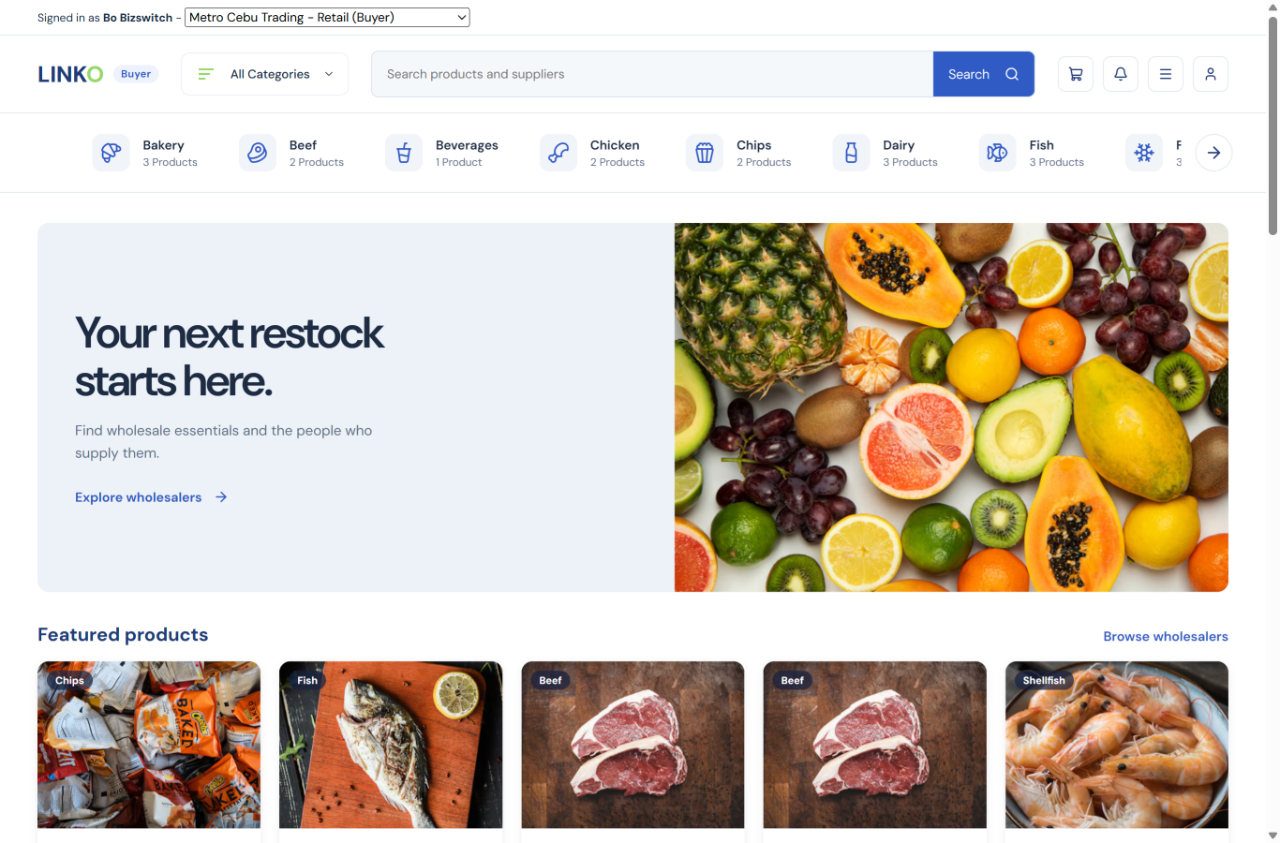 Signed in as Bo Bizswitch - Metro Cebu Trading - Retail (Buyer)
LINKO Buyer All Categories Search products and suppliers Search
Bakery Beef Beverages Chicken Chips Dairy Fish F
3 Products 2 Products 1 Product 2 Products 2 Products 3 Products 3 Products 3
Your next restock
starts here.
Find wholesale essentials and the people who
supply them.
Explore wholesalers
Featured products Browse wholesalers
Chips Fish Beef Beef Shellfish
BAKED
BAKED